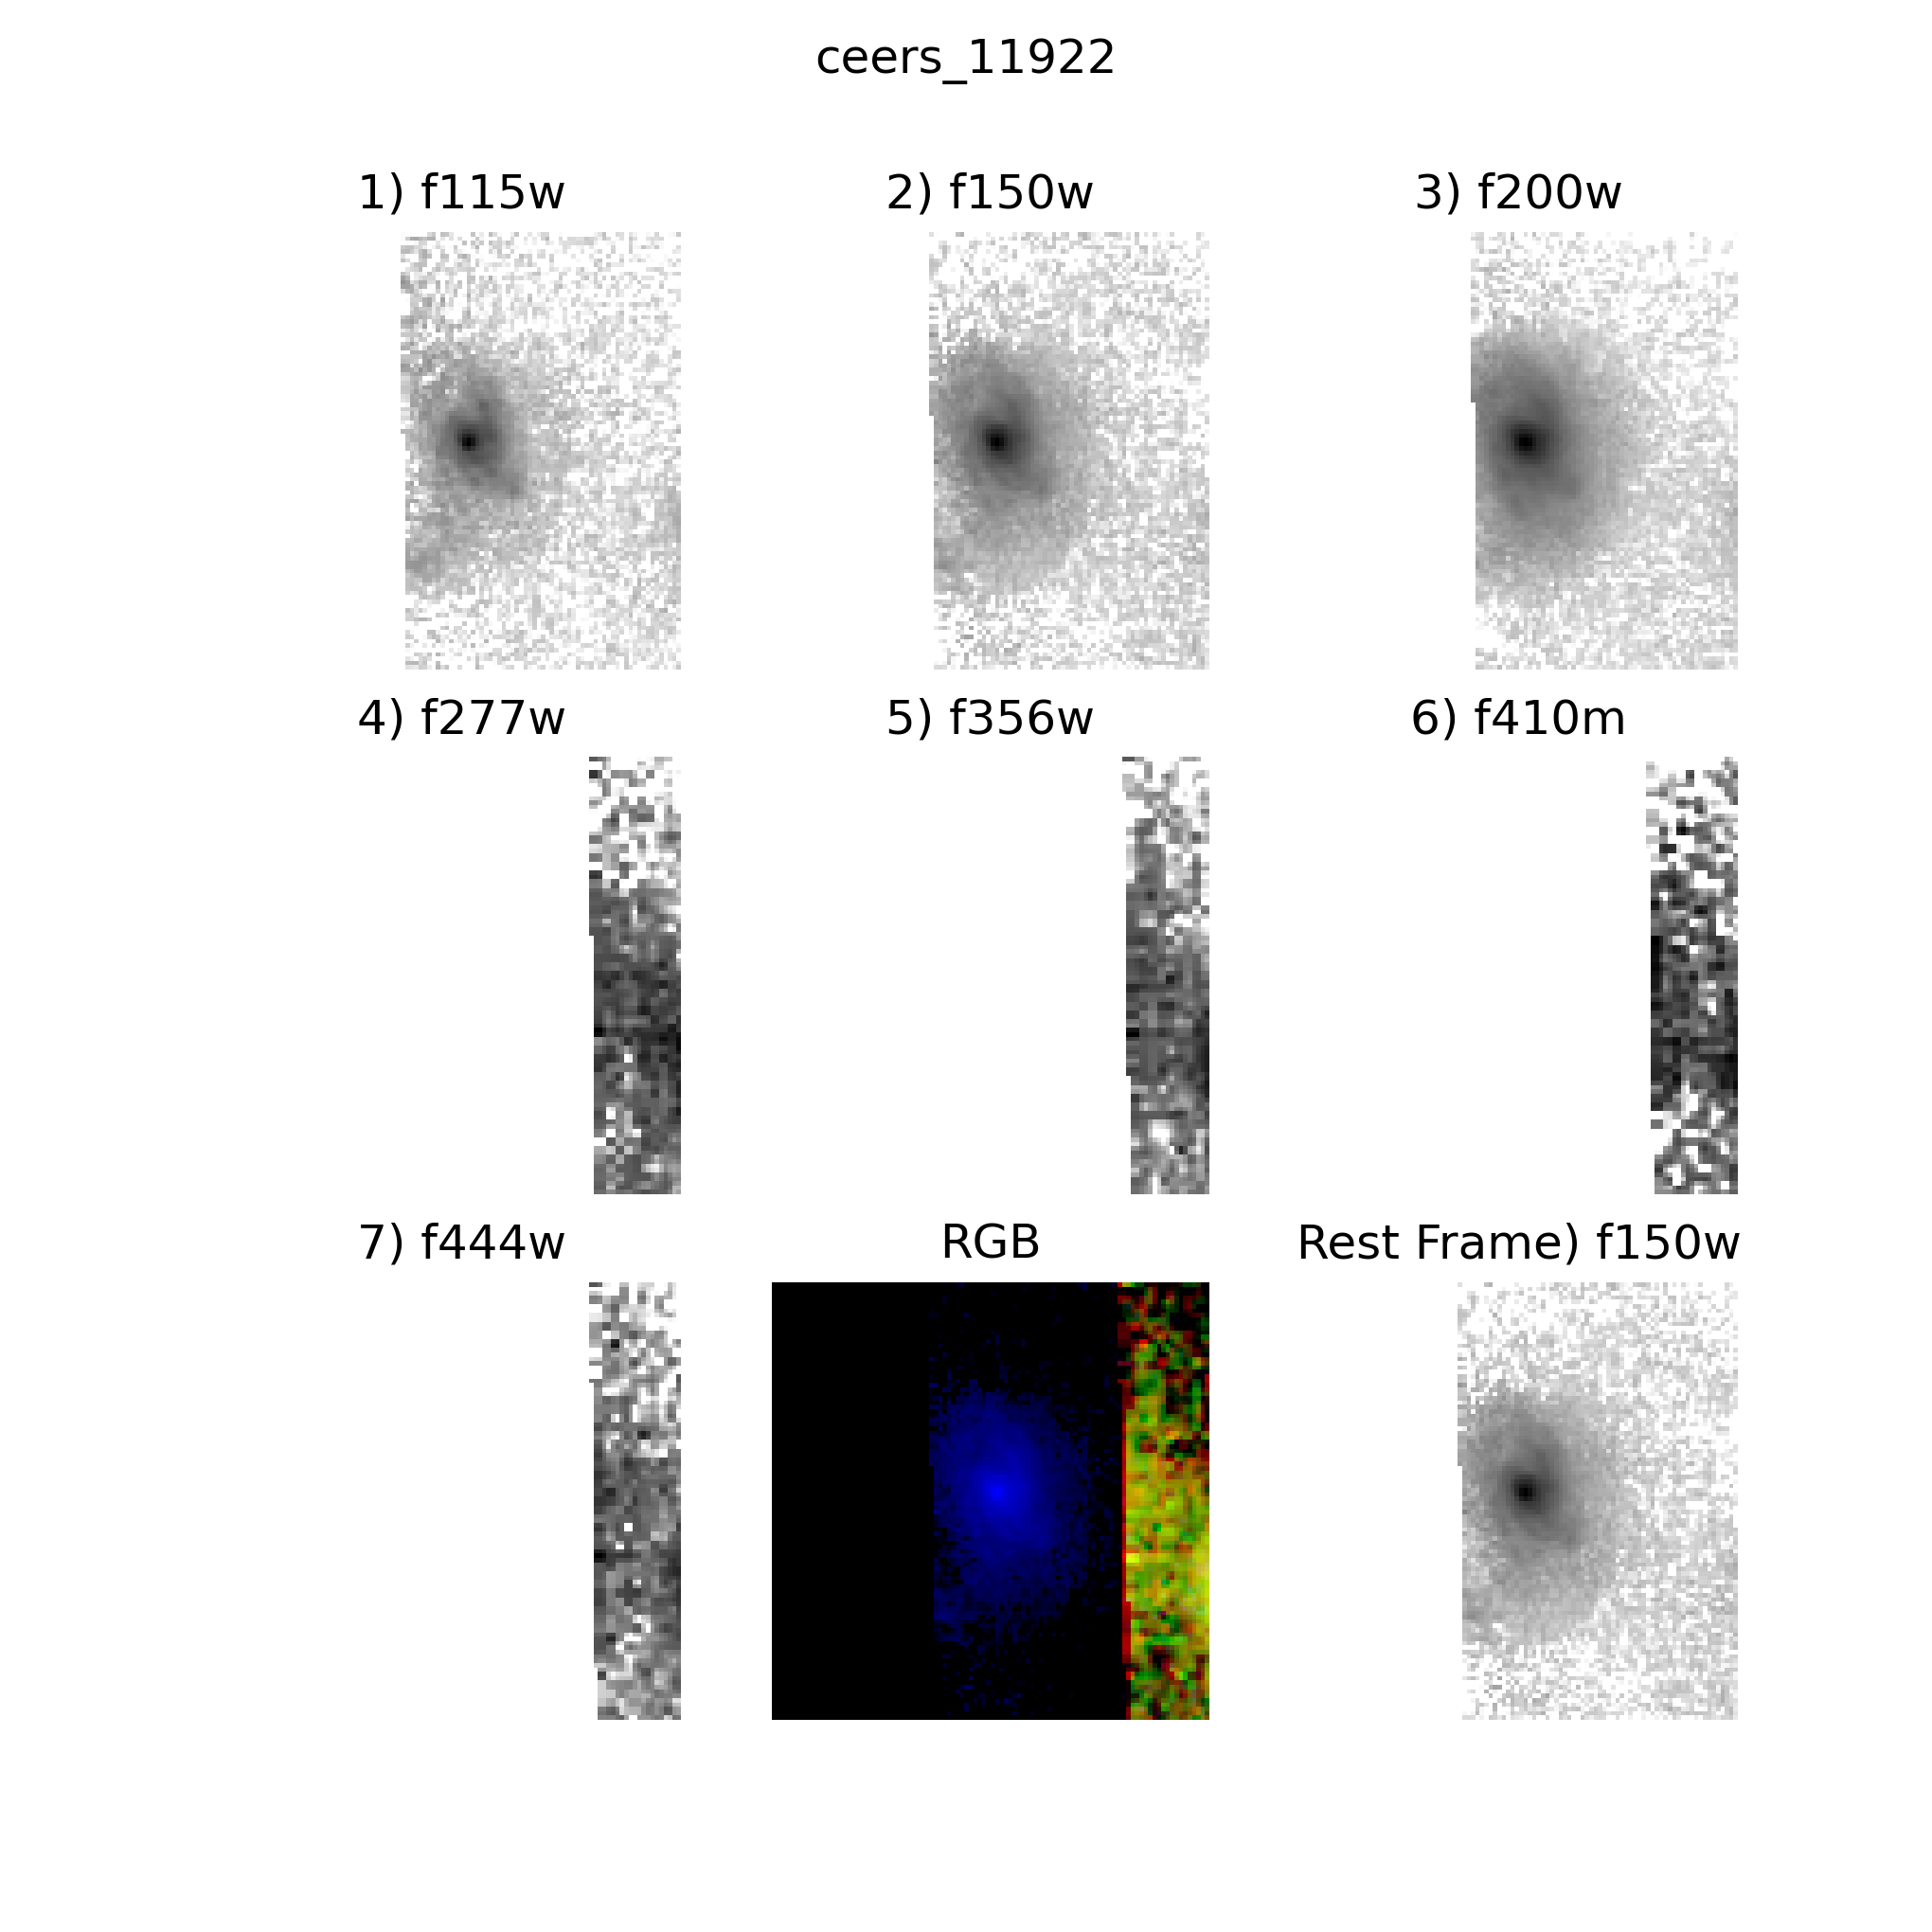 ceers_11922
1) f115w
2) f150w
3) f200w
4) f277w
5) f356w
6) f410m
7) f444w
RGB
Rest Frame) f150w